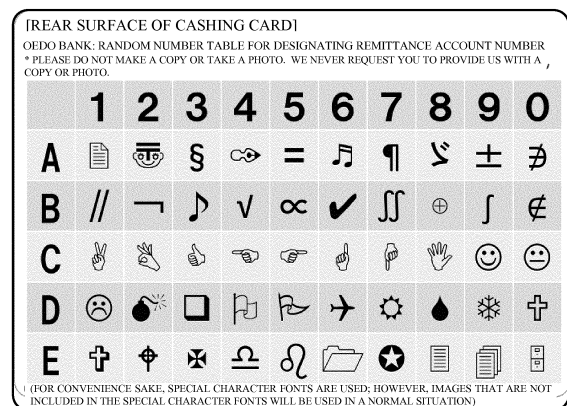 [REAR SURFACE OF CASHING CARD]
OEDO BANK: RANDOM NUMBER TABLE FOR DESIGNATING REMITTANCE ACCOUNT NUMBER
* PLEASE DO NOT MAKE A COPY OR TAKE A PHOTO. WE NEVER REQUEST YOU TO PROVIDE US WITH A
COPY OR PHOTO.
1 2 3 4 5 6 7 8 9 0
A § = ♬ ¶ ± ∌
B // ♪ √ ∝ ✔ ∬ ⊕ ∫ ∉
C
D
E
(FOR CONVENIENCE SAKE, SPECIAL CHARACTER FONTS ARE USED; HOWEVER, IMAGES THAT ARE NOT
INCLUDED IN THE SPECIAL CHARACTER FONTS WILL BE USED IN A NORMAL SITUATION)